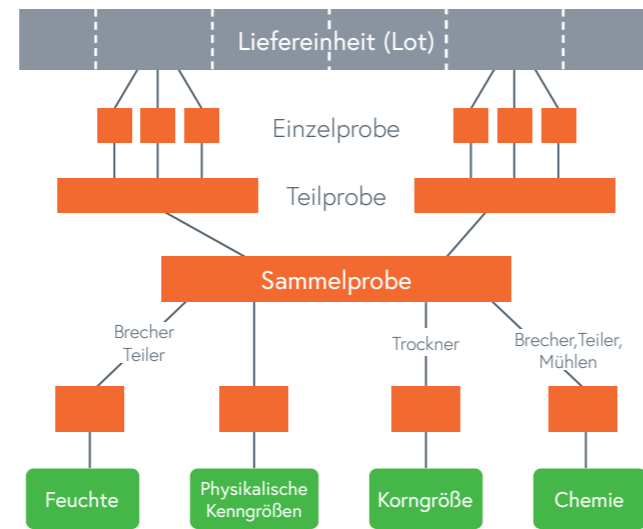 Liefereinheit (Lot)
Einzelprobe
Teilprobe
Sammelprobe
Brecher
Teiler
Trockner
Brecher,Teiler,
Mühlen
Feuchte
Physikalische
Kenngrößen
Korngröße
Chemie